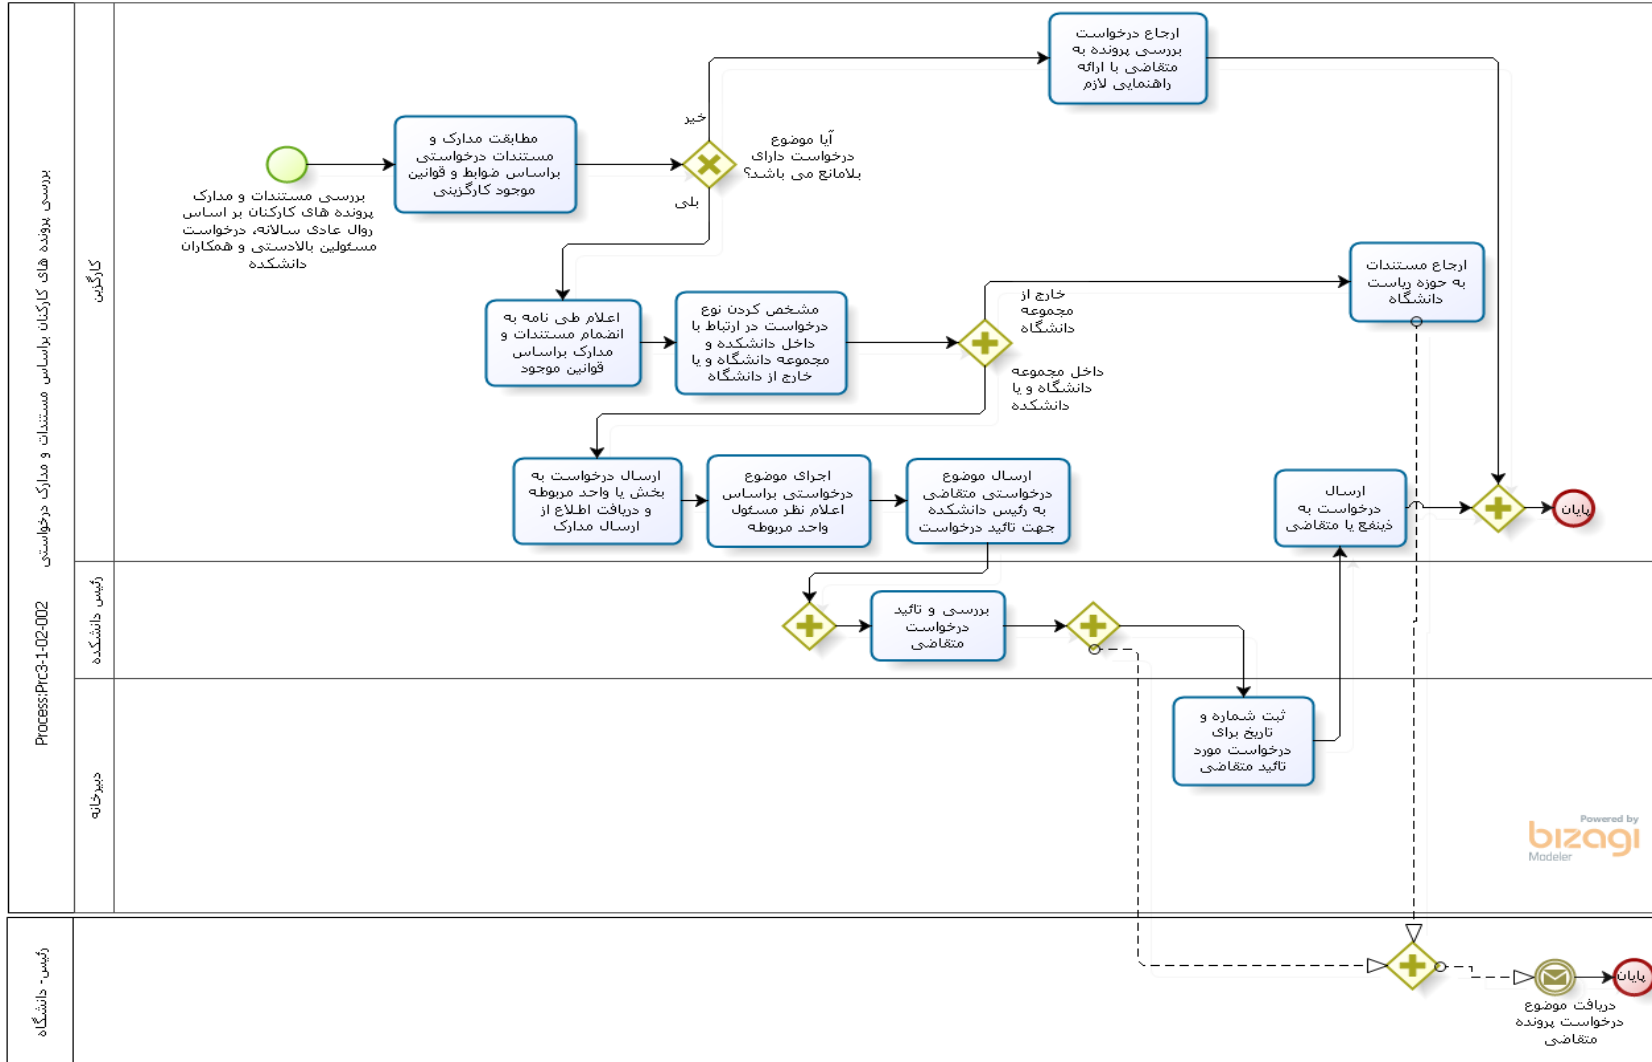 بررسی پرونده های کارکنان براساس مستندات و مدارک درخواستی
Process:Prc3-1-02-002
کارگزین
بررسی مستندات و مدارک
پرونده های کارکنان بر اساس
روال عادی سالانه، درخواست
مسئولین بالادستی و همکاران
دانشکده
مطابقت مدارک و
مستندات درخواستی
براساس ضوابط و قوانین
موجود کارگزینی
خیر
بلی
آیا موضوع
درخواست دارای
بلامانع می باشد؟
ارجاع درخواست
بررسی پرونده به
متقاضی با ارائه
راهنمایی لازم
اعلام طی نامه به
انضمام مستندات و
مدارک براساس
قوانین موجود
مشخص کردن نوع
درخواست در ارتباط با
داخل دانشکده و
مجموعه دانشگاه و یا
خارج از دانشگاه
خارج از
مجموعه
دانشگاه
داخل مجموعه
دانشگاه و یا
دانشکده
ارجاع مستندات
به حوزه ریاست
دانشگاه
ارسال درخواست به
بخش یا واحد مربوطه
و دریافت اطلاع از
ارسال مدارک
اجرای موضوع
درخواستی براساس
اعلام نظر مسئول
واحد مربوطه
ارسال موضوع
درخواستی متقاضی
به رئیس دانشکده
جهت تائید درخواست
ارسال
درخواست به
ذینفع یا متقاضی
پایان
رئیس دانشکده
بررسی و تائید
درخواست
متقاضی
دبیرخانه
ثبت شماره و
تاریخ برای
درخواست مورد
تائید متقاضی
Powered by
bizagi
Modeler
رئیس- دانشگاه
دریافت موضوع
درخواست پرونده
متقاضی
پایان